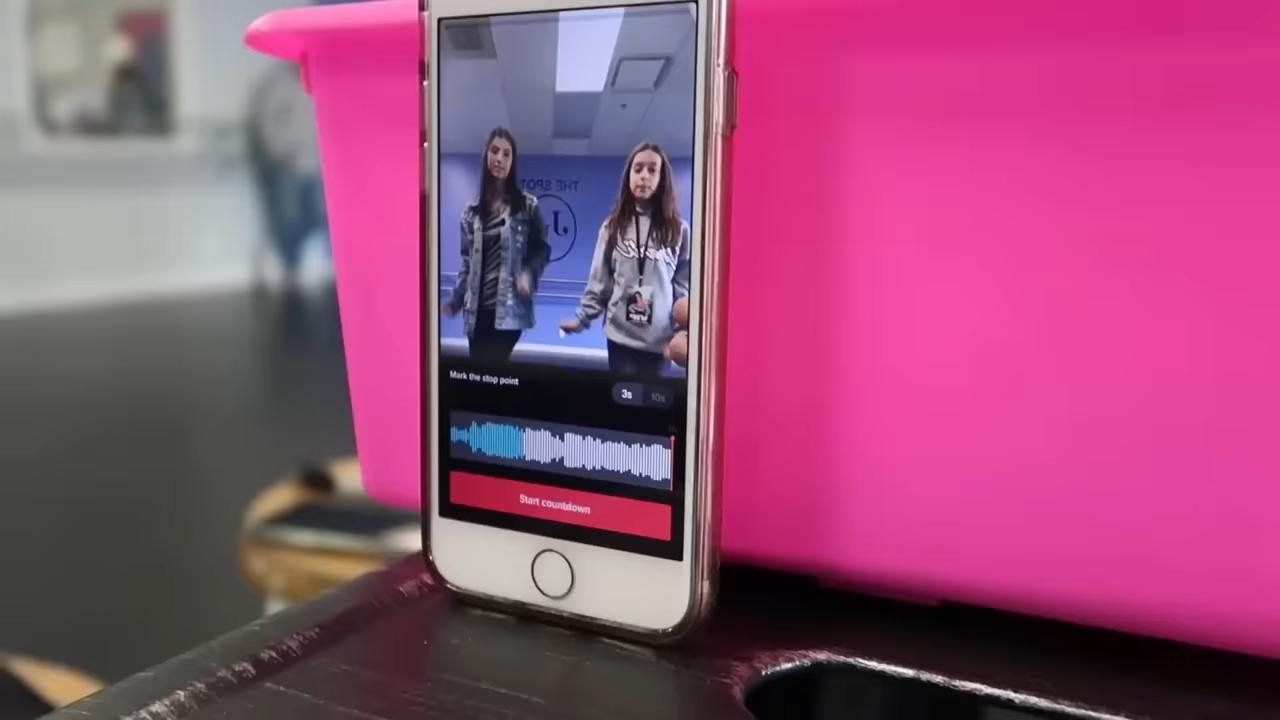 THE SPOT
J
Mark the stop point
3s
10s
Start countdown